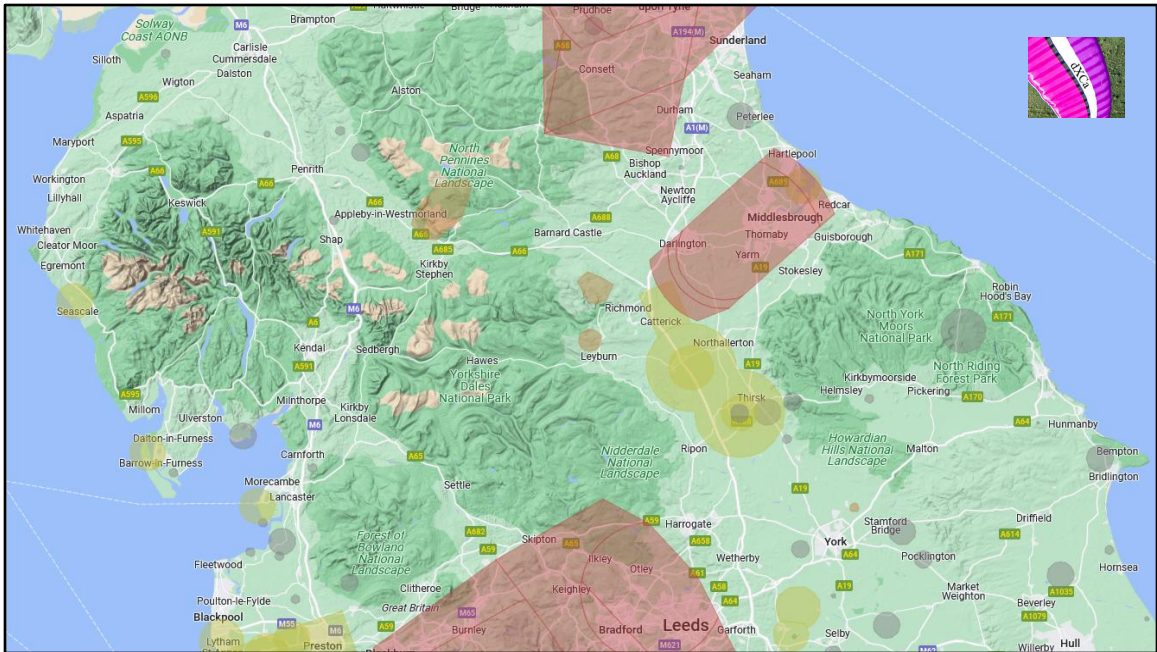 Solway
Coast AONB
Brampton
M6
Carlisle
Cummersdale
Dalston
Silloth
Wigton
A596
Aspatria
Alston
Maryport
A595
Workington
A66
Lillyhall
Keswick
Penrith
A66
Whitehaven
A591
Cleator Moor
Egremont
Shap
Appleby-in-Westmorland
A66
A66
A685
Kirkby
Stephen
North
Pennines
National
Landscape
Prudhoe
upon Tyne
A68
A194(M)
Sunderland
Consett
Seaham
Durham
Peterlee
A1(M)
Spennymoor
A68
Bishop
Auckland
Hartlepool
A689
Newton
Aycliffe
Redcar
Middlesbrough
A688
Barnard Castle
Darlington
Thornaby
Guisborough
A66
Yarm
A19
Stokesley
A171
Robin
Hood's Bay
A171
Seascale
M6
A6
Kendal
A591
Sedbergh
Hawes
Richmond
Catterick
Leyburn
Northallerton
A19
North York
Moors
National Park
North Riding
Forest Park
Kirkbymoorside
Helmsley
Pickering
A170
Thirsk
A64
Hunmanby
A595
Millom
Ulverston
Milnthorpe
Kirkby
Lonsdale
Yorkshire
Dales
National Park
M6
Dalton-in-Furness
Barrow-in-Furness
Carnforth
A65
Nidderdale
National
Landscape
Ripon
Howardian
Hills National
Landscape
Malton
Bempton
Bridlington
Morecambe
Lancaster
Settle
A19
Forest of
Bowland
National
Landscape
A682
A59
Skipton
A65
A59
Harrogate
A658
Stamford
Bridge
York
A64
Driffield
A614
Fleetwood
Ilkley
Otley
Wetherby
Pocklington
Hornsea
Clitheroe
Keighley
A61
A58
A19
Market
Weighton
A1035
Poulton-le-Fylde
Great Britain
A64
Beverley
Blackpool
A59
M65
A1079
M55
M6
Burnley
Bradford
Leeds
Garforth
Selby
Lytham
Preston
M621
M62
Willerby
Hull
dXCa